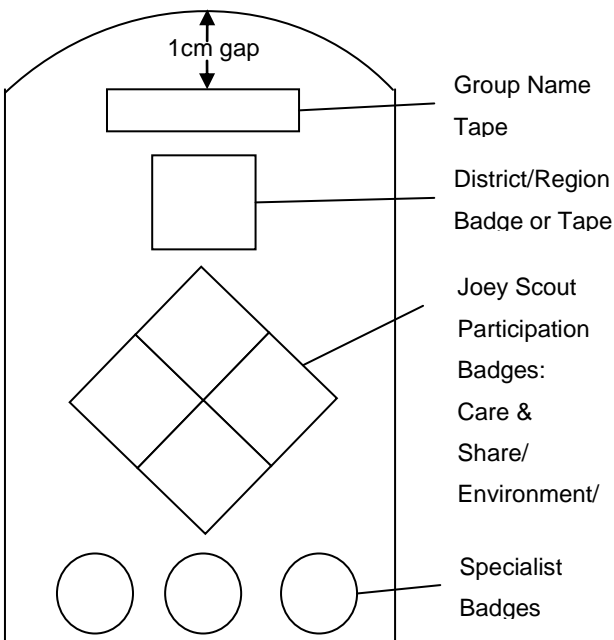 1cm gap
Group Name
Tape
District/Region
Badge or Tape
Joey Scout
Participation
Badges:
Care &
Share/
Environment/
Specialist
Badges